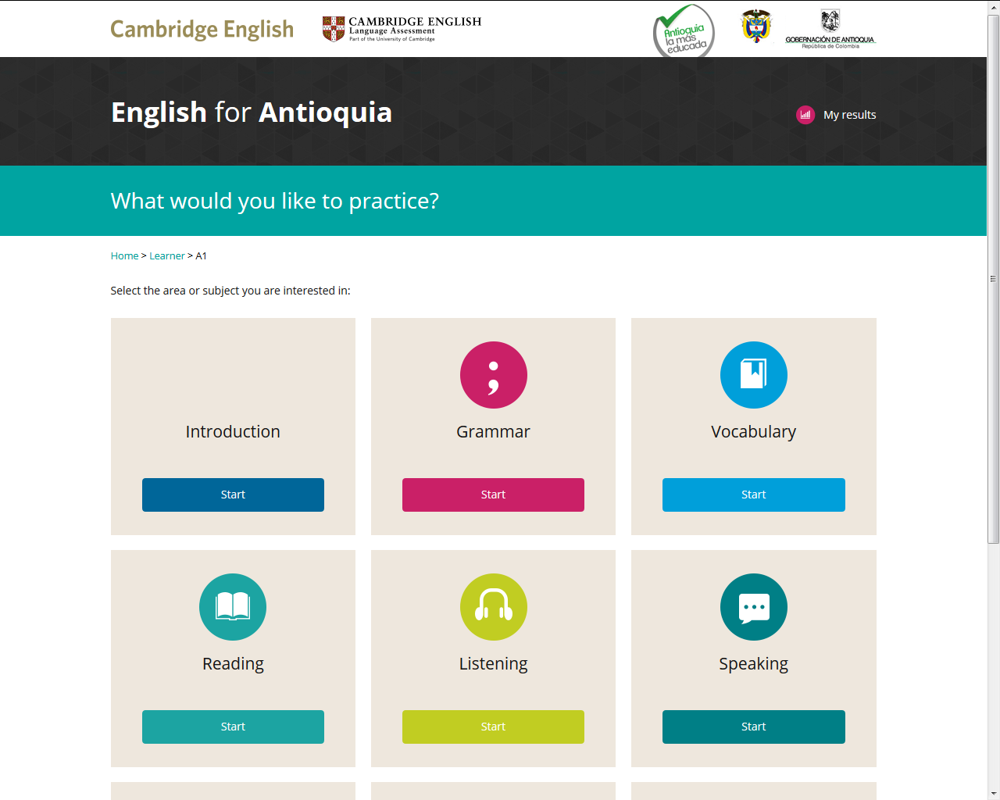 Cambridge English
CAMBRIDGE ENGLISH
Language Assessment
Part of the University of Cambridge
Antioquia
la más
educada
GOBERNACIÓN DE ANTIOQUIA
República de Colombia
English for Antioquia
My results
What would you like to practice?
Home > Learner > A1
Select the area or subject you are interested in:
Introduction
Grammar
Vocabulary
Start
Start
Start
Reading
Listening
Speaking
Start
Start
Start